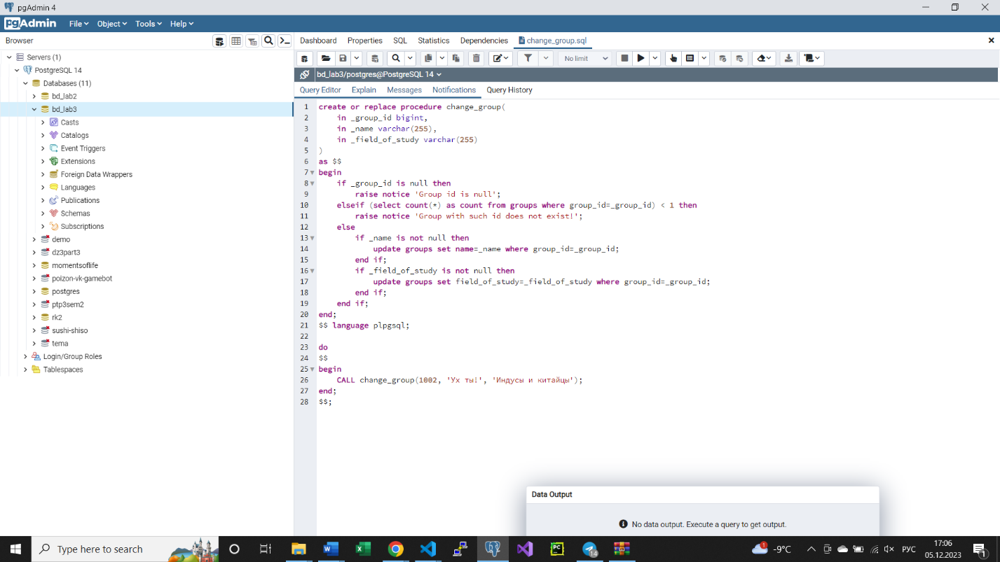 pgAdmin 4
pgAdmin File Object Tools Help
Browser
Dashboard Properties SQL Statistics Dependencies change_group.sql
No limit
Servers (1)
PostgreSQL 14
Databases (11)
bd_lab2
bd_lab3
Casts
Catalogs
Event Triggers
Extensions
Foreign Data Wrappers
Languages
Publications
Schemas
Subscriptions
demo
dz3part3
momentsoflife
poizon-vk-gamebot
postgres
ptp3sem2
rk2
sushi-shiso
tema
Login/Group Roles
Tablespaces
bd_lab3/postgres@PostgreSQL 14
Query Editor Explain Messages Notifications Query History
1 create or replace procedure change_group(
2 in _group_id bigint,
3 in _name varchar(255),
4 in _field_of_study varchar(255)
5 )
6 as $$
7 begin
8 if _group_id is null then
9 raise notice 'Group id is null';
10 elseif (select count(*) as count from groups where group_id=_group_id) < 1 then
11 raise notice 'Group with such id does not exist!';
12 else
13 if _name is not null then
14 update groups set name=_name where group_id=_group_id;
15 end if;
16 if _field_of_study is not null then
17 update groups set field_of_study=_field_of_study where group_id=_group_id;
18 end if;
19 end if;
20 end;
21 $$ language plpgsql;
22
23 do
24 $$
25 begin
26 CALL change_group(1002, 'Ух ты!', 'Индусы и китайцы');
27 end;
28 $$;
Data Output
No data output. Execute a query to get output.
Type here to search
W X PC 14 1 -9°C РУС 17:06
05.12.2023
1